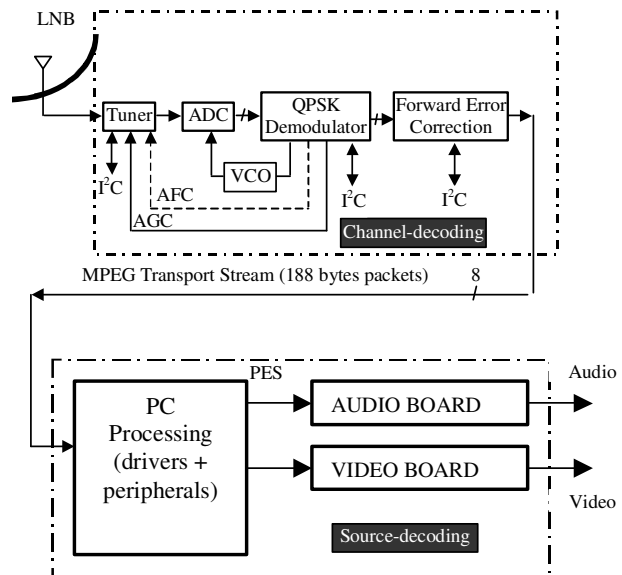 LNB
Tuner
ADC
QPSK
Demodulator
Forward Error
Correction
VCO
I²C
AFC
AGC
I²C
I²C
Channel-decoding
MPEG Transport Stream (188 bytes packets)
8
PES
Audio
PC
Processing
(drivers +
peripherals)
AUDIO BOARD
VIDEO BOARD
Video
Source-decoding